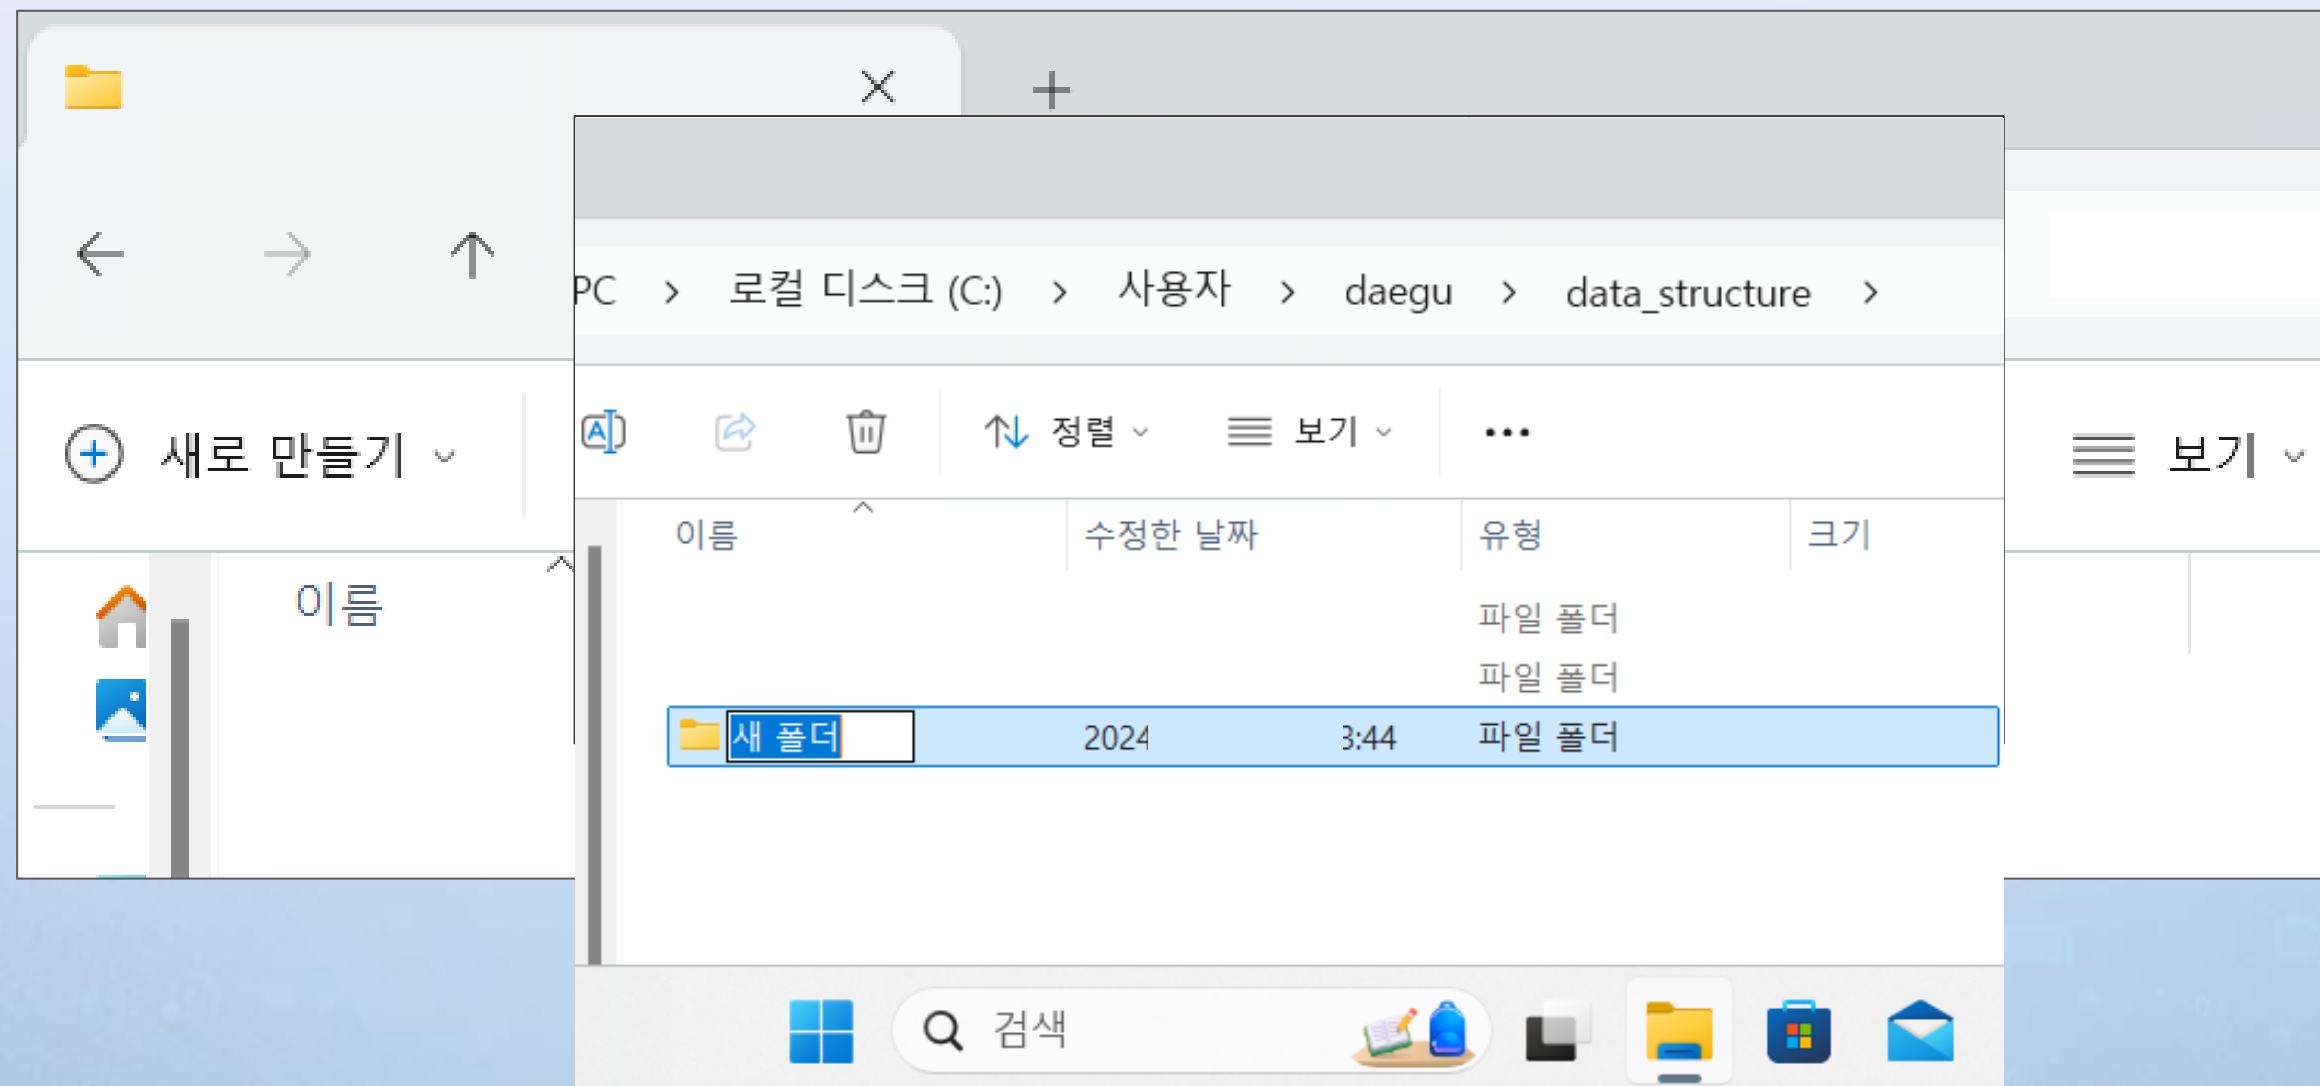 PC > 로컬 디스크 (C:) > 사용자 > daegu > data_structure >
새로 만들기
정렬 보기
보기
이름 수정한 날짜 유형 크기
이름
파일 폴더
파일 폴더
새 폴더 2024 3:44 파일 폴더
검색